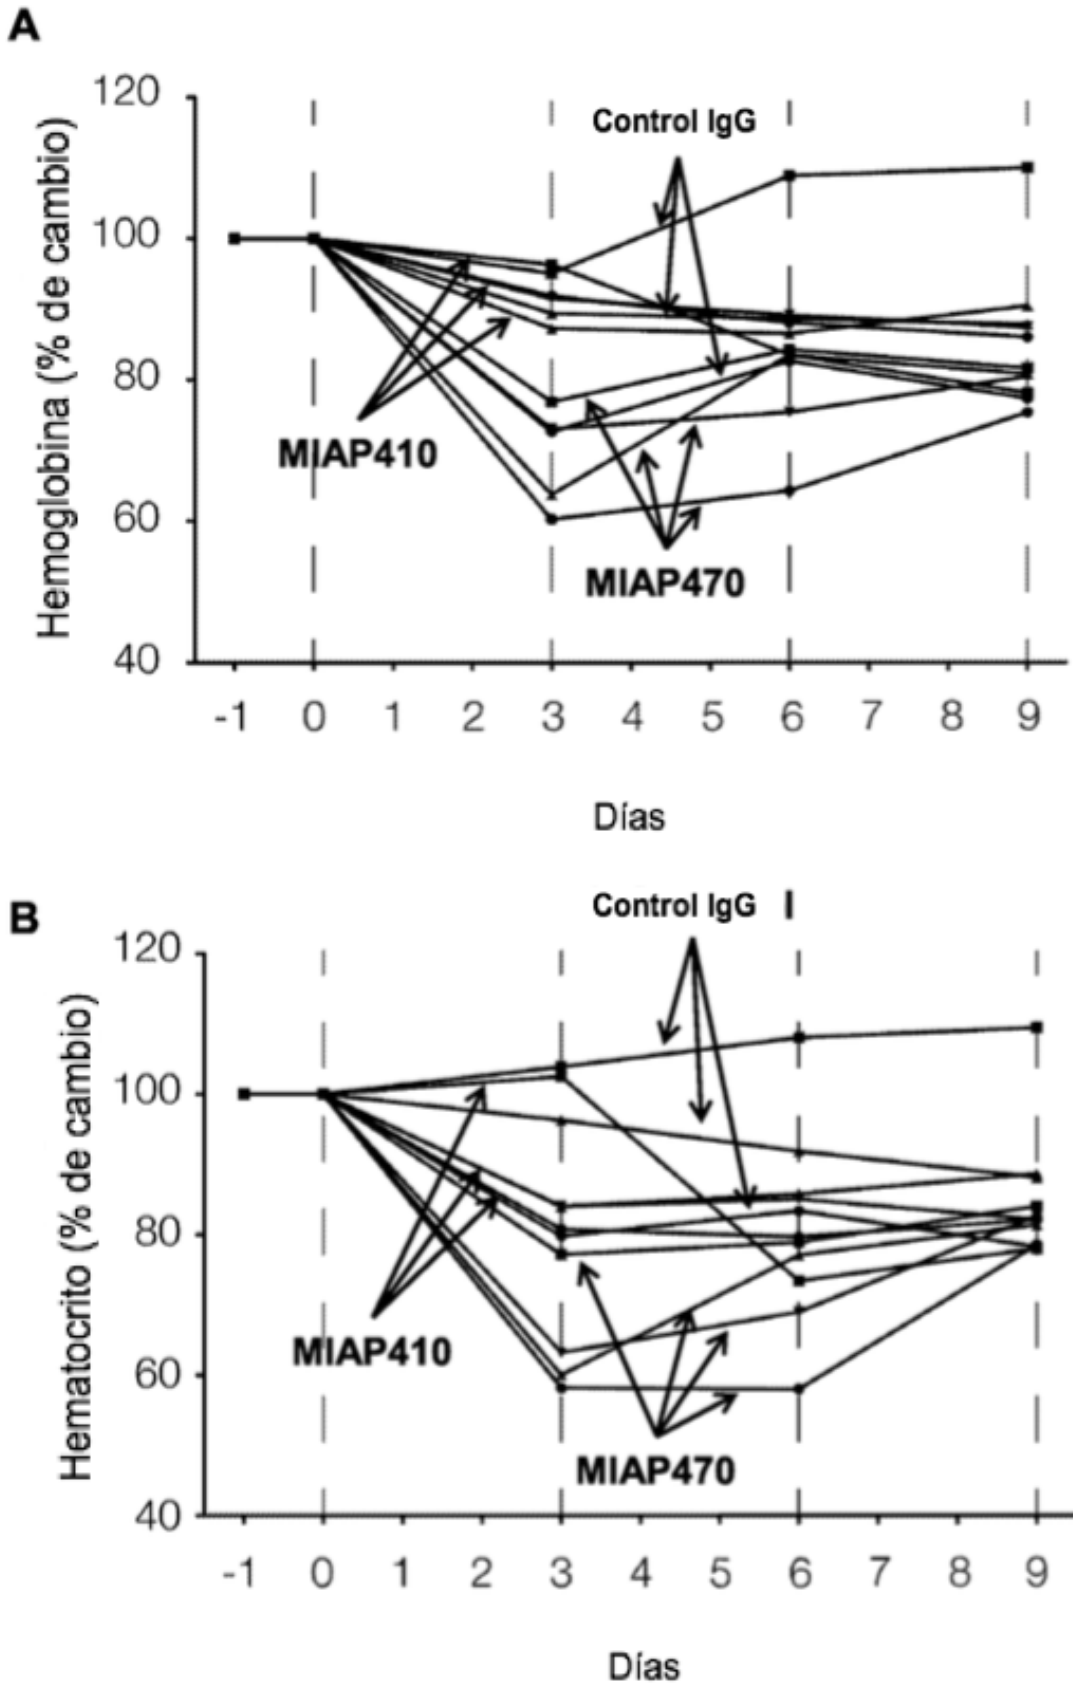 A
Hemoglobina (% de cambio)
120
100
80
60
40
Control IgG
MIAP410
MIAP470
-1 0 1 2 3 4 5 6 7 8 9
Días
B
Hematocrito (% de cambio)
120
100
80
60
40
Control IgG
MIAP410
MIAP470
-1 0 1 2 3 4 5 6 7 8 9
Días